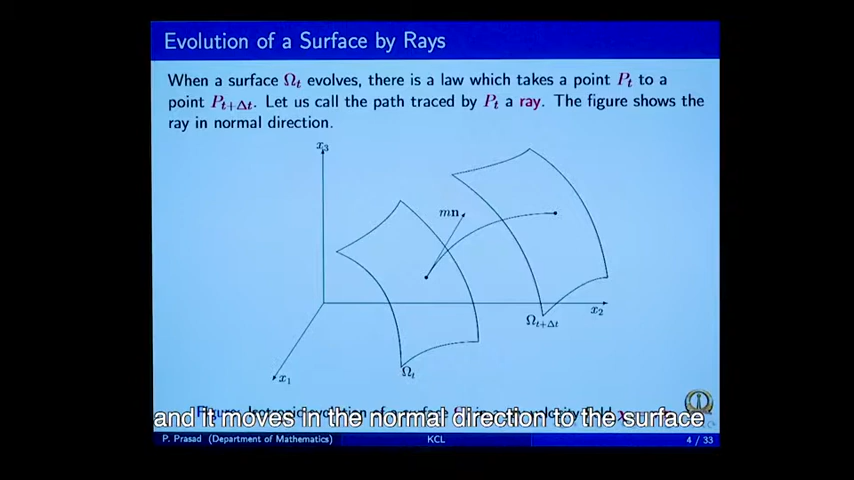 Evolution of a Surface by Rays
When a surface Ωₜ evolves, there is a law which takes a point Pₜ to a
point Pₜ₊Δₜ. Let us call the path traced by Pₜ a ray. The figure shows the
ray in normal direction.
x₃
mn
x₂
Ωₜ₊Δₜ
Ωₜ
x₁
and it moves in the normal direction to the surface
P. Prasad (Department of Mathematics) KCL 4 / 33